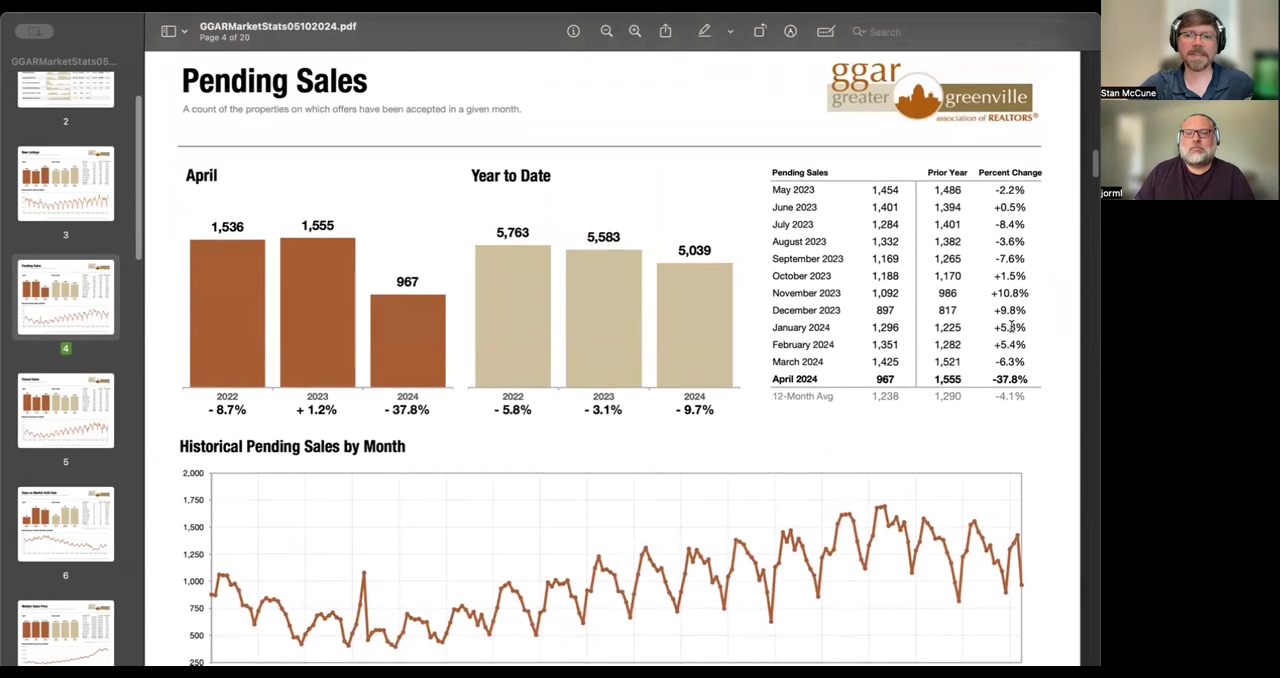 GGARMarketStats05102024.pdf
Page 4 of 20
Search
GGARMarketStats05...
2
3
4
5
6
Pending Sales
A count of the properties on which offers have been accepted in a given month.
ggar
greater greenville
association of REALTORS®
April
1,536
1,555
967
2022 2023 2024
- 8.7% + 1.2% - 37.8%
Year to Date
5,763
5,583
5,039
2022 2023 2024
- 5.8% - 3.1% - 9.7%
Pending Sales Prior Year Percent Change
May 2023 1,454 1,486 -2.2%
June 2023 1,401 1,394 +0.5%
July 2023 1,284 1,401 -8.4%
August 2023 1,332 1,382 -3.6%
September 2023 1,169 1,265 -7.6%
October 2023 1,188 1,170 +1.5%
November 2023 1,092 986 +10.8%
December 2023 897 817 +9.8%
January 2024 1,296 1,225 +5.8%
February 2024 1,351 1,282 +5.4%
March 2024 1,425 1,521 -6.3%
April 2024 967 1,555 -37.8%
12-Month Avg 1,238 1,290 -4.1%
Historical Pending Sales by Month
2,000
1,750
1,500
1,250
1,000
750
500
250
Stan McCune
jorml